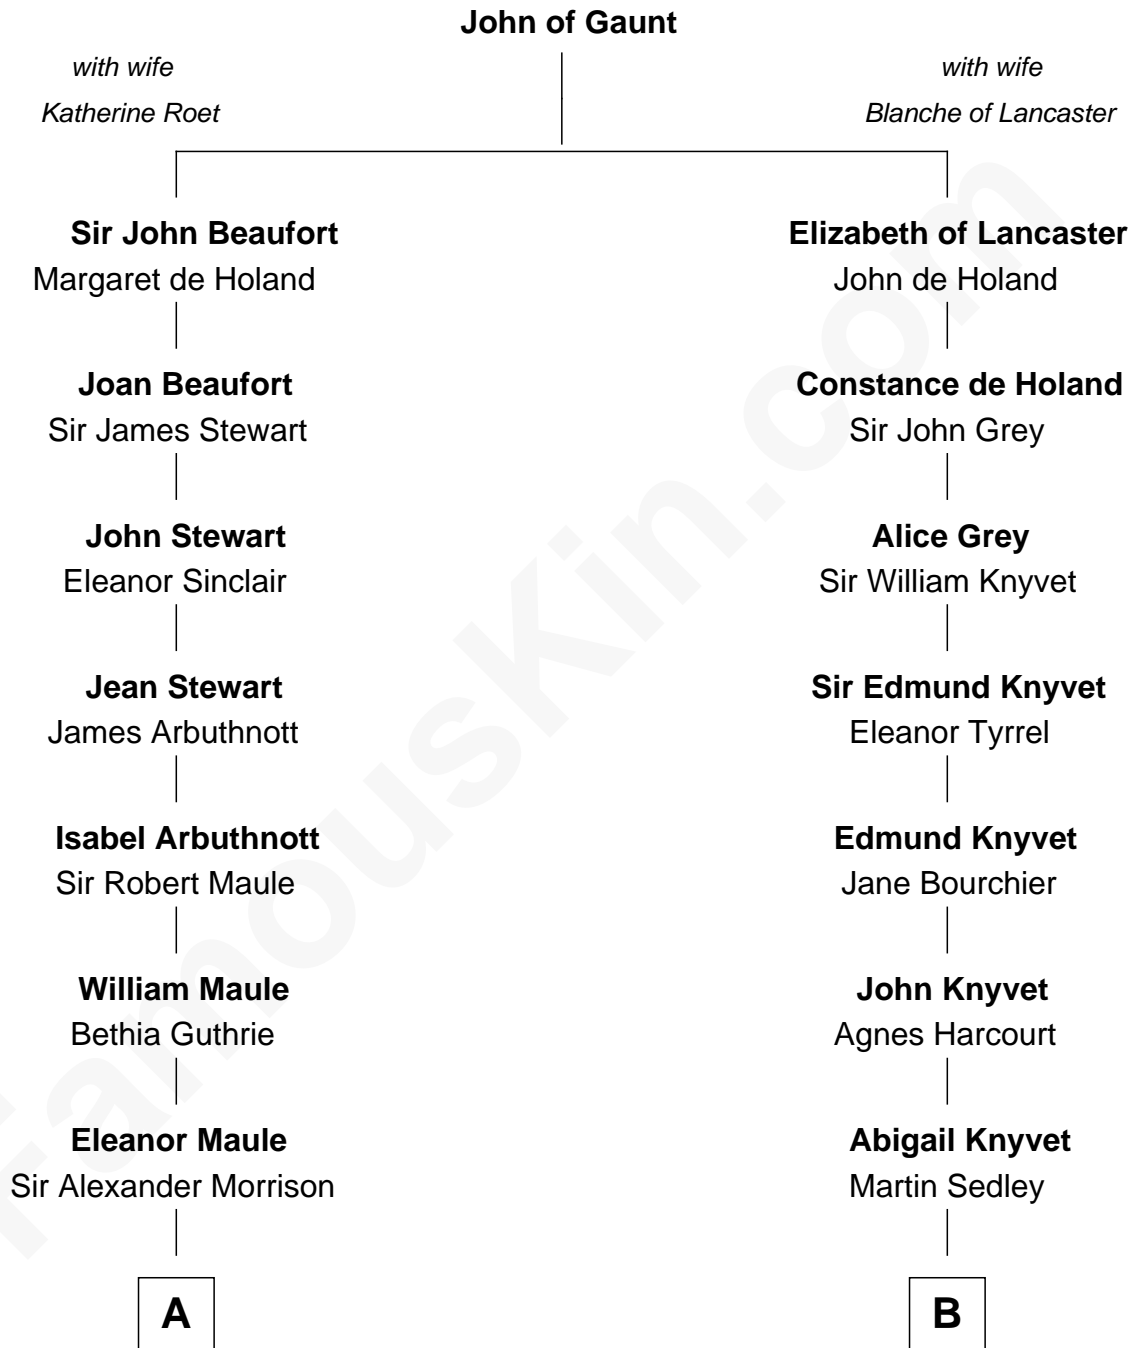 John of Gaunt
with wife
Katherine Roet
with wife
Blanche of Lancaster
Sir John Beaufort
Margaret de Holand
Elizabeth of Lancaster
John de Holand
Joan Beaufort
Sir James Stewart
Constance de Holand
Sir John Grey
John Stewart
Eleanor Sinclair
Alice Grey
Sir William Knyvet
Jean Stewart
James Arbuthnott
Sir Edmund Knyvet
Eleanor Tyrrel
Isabel Arbuthnott
Sir Robert Maule
Edmund Knyvet
Jane Bourchier
William Maule
Bethia Guthrie
John Knyvet
Agnes Harcourt
Eleanor Maule
Sir Alexander Morrison
Abigail Knyvet
Martin Sedley
A
B
FamousKin.com